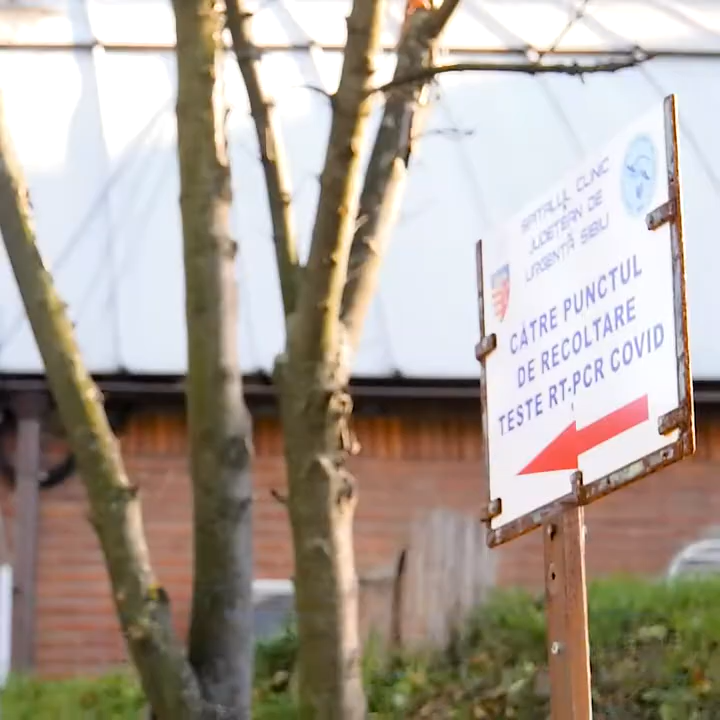 SPITALUL CLINIC
JUDEȚEAN DE
URGENȚĂ SIBIU
CĂTRE PUNCTUL
DE RECOLTARE
TESTE RT-PCR COVID